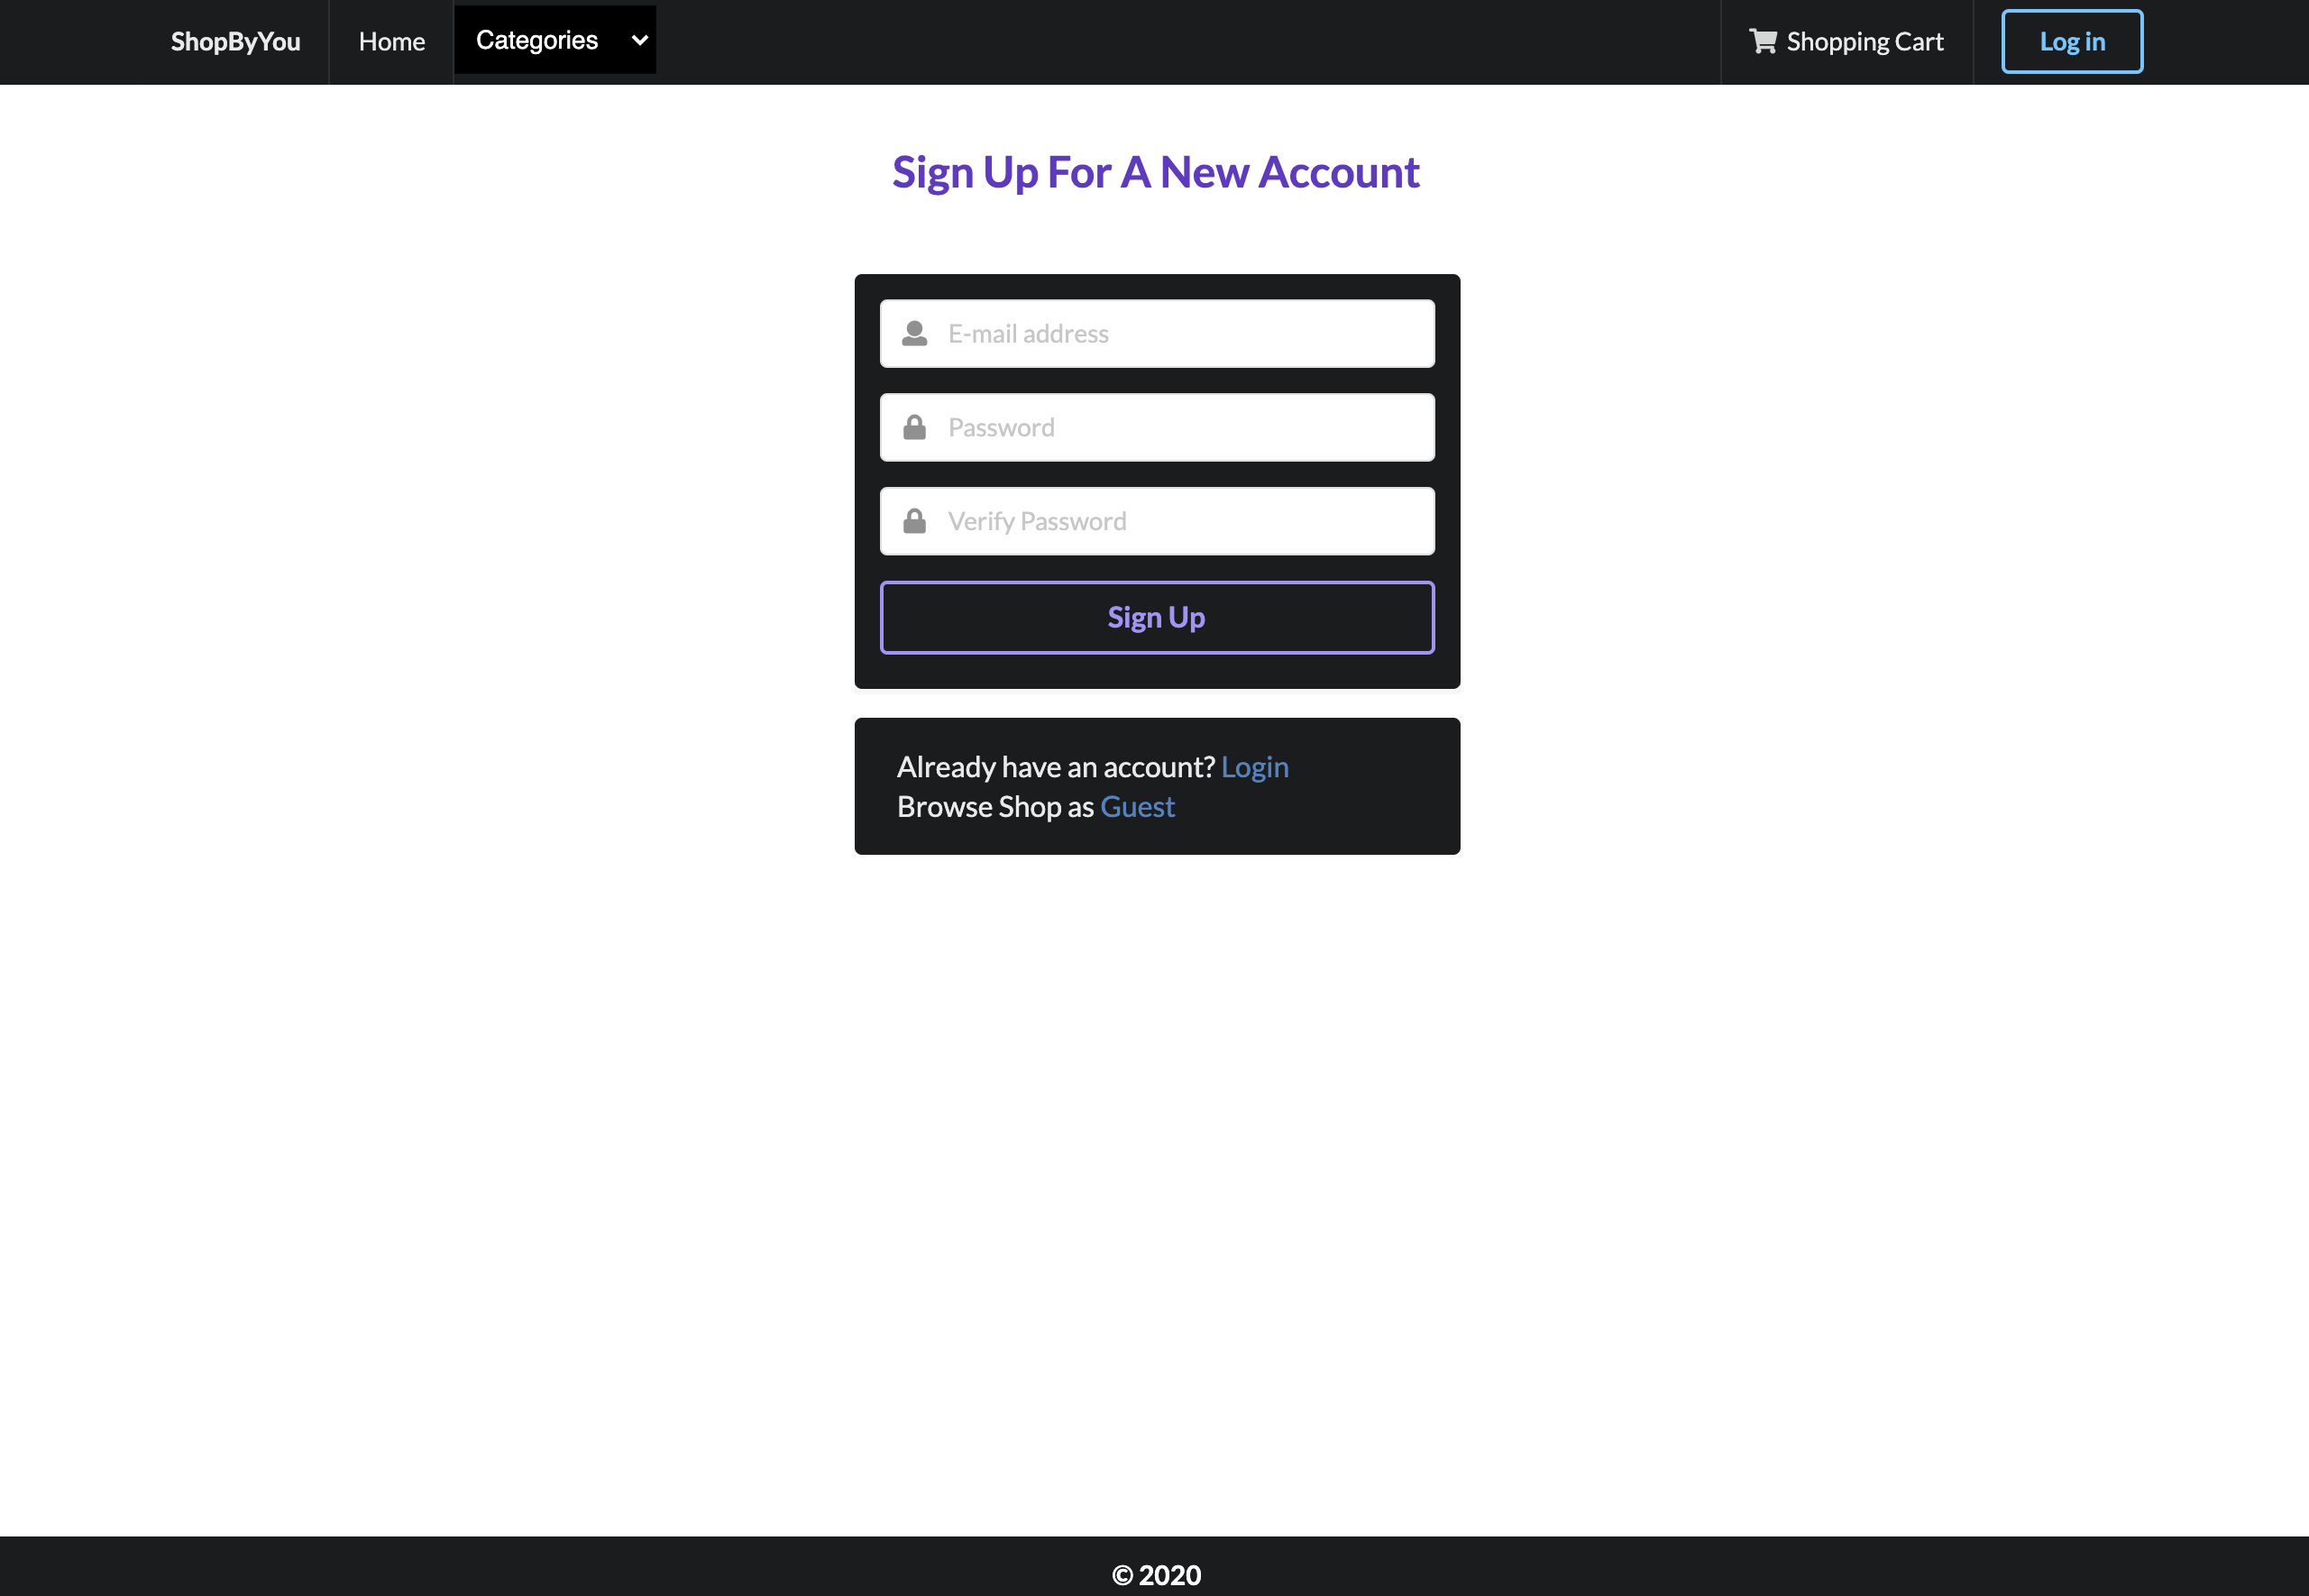 ShopByYou Home Categories Shopping Cart Log in
Sign Up For A New Account
E-mail address
Password
Verify Password
Sign Up
Already have an account? Login
Browse Shop as Guest
© 2020